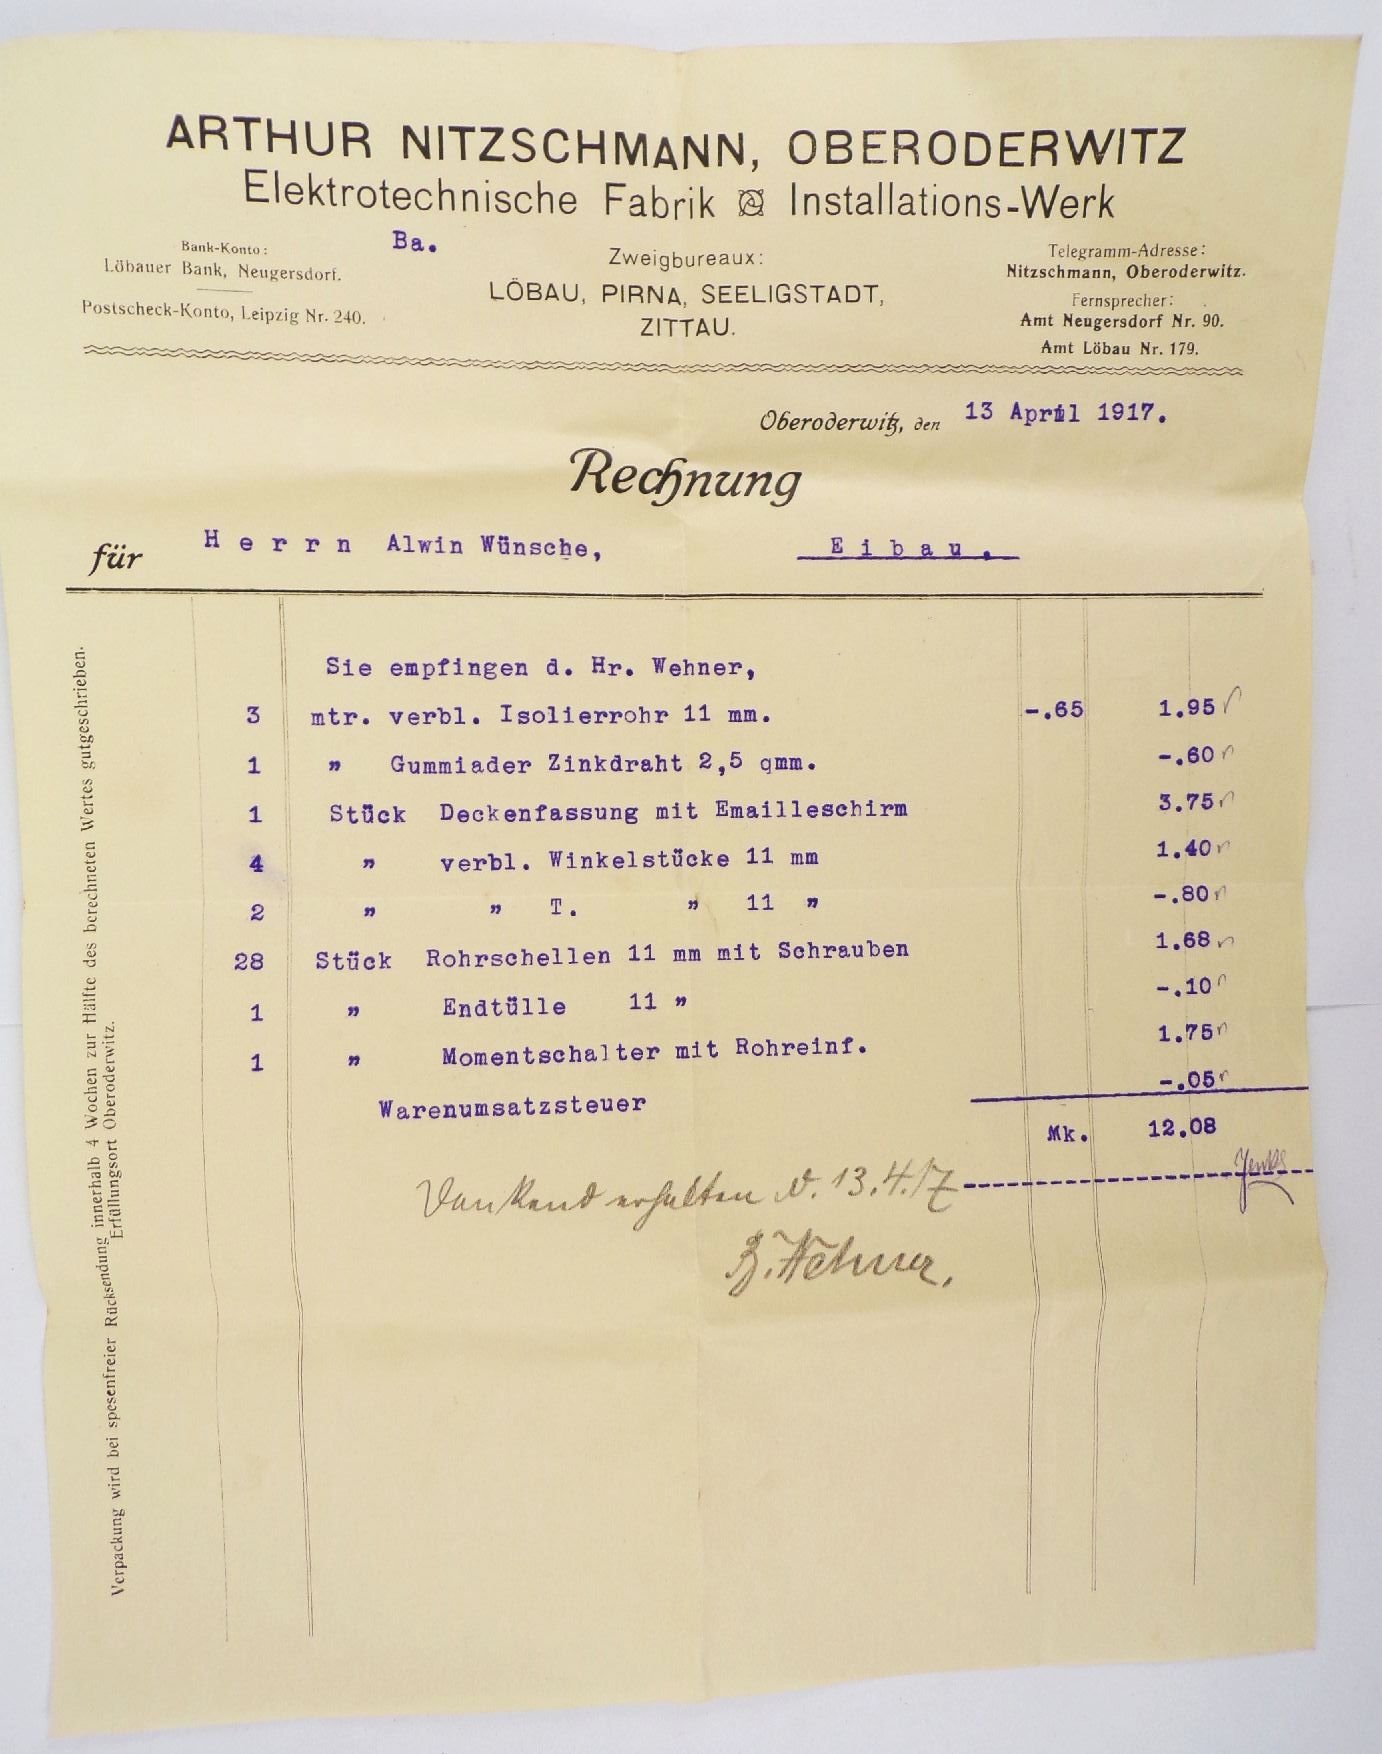 ARTHUR NITZSCHMANN, OBERODERWITZ
Elektrotechnische Fabrik Installations-Werk
Ba.
Bank-Konto:
Löbauer Bank, Neugersdorf.
Postscheck-Konto, Leipzig Nr. 240.
Zweigbureaux:
LÖBAU, PIRNA, SEELIGSTADT,
ZITTAU.
Telegramm-Adresse:
Nitzschmann, Oberoderwitz.
Fernsprecher:
Amt Neugersdorf Nr. 90.
Amt Löbau Nr. 179.
Oberoderwitz, den 13 April 1917.
Rechnung
für Herrn Alwin Wünsche, Eibau.
Sie empfingen d. Hr. Wehner,
3 mtr. verbl. Isolierrohr 11 mm. -.65 1.95
1 " Gummiader Zinkdraht 2,5 qmm. -.60
1 Stück Deckenfassung mit Emailleschirm 3.75
4 " verbl. Winkelstücke 11 mm 1.40
2 " " T. " 11 " -.80
28 Stück Rohrschellen 11 mm mit Schrauben 1.68
1 " Endtülle 11 " -.10
1 " Momentschalter mit Rohreinf. 1.75
Warenumsatzsteuer -.05
Mk. 12.08
Dankend erhalten d. 13.4.17
B. Wehner.
Verpackung wird bei spesenfreier Rücksendung innerhalb 4 Wochen zur Hälfte des berechneten Wertes gutgeschrieben.
Erfüllungsort Oberoderwitz.